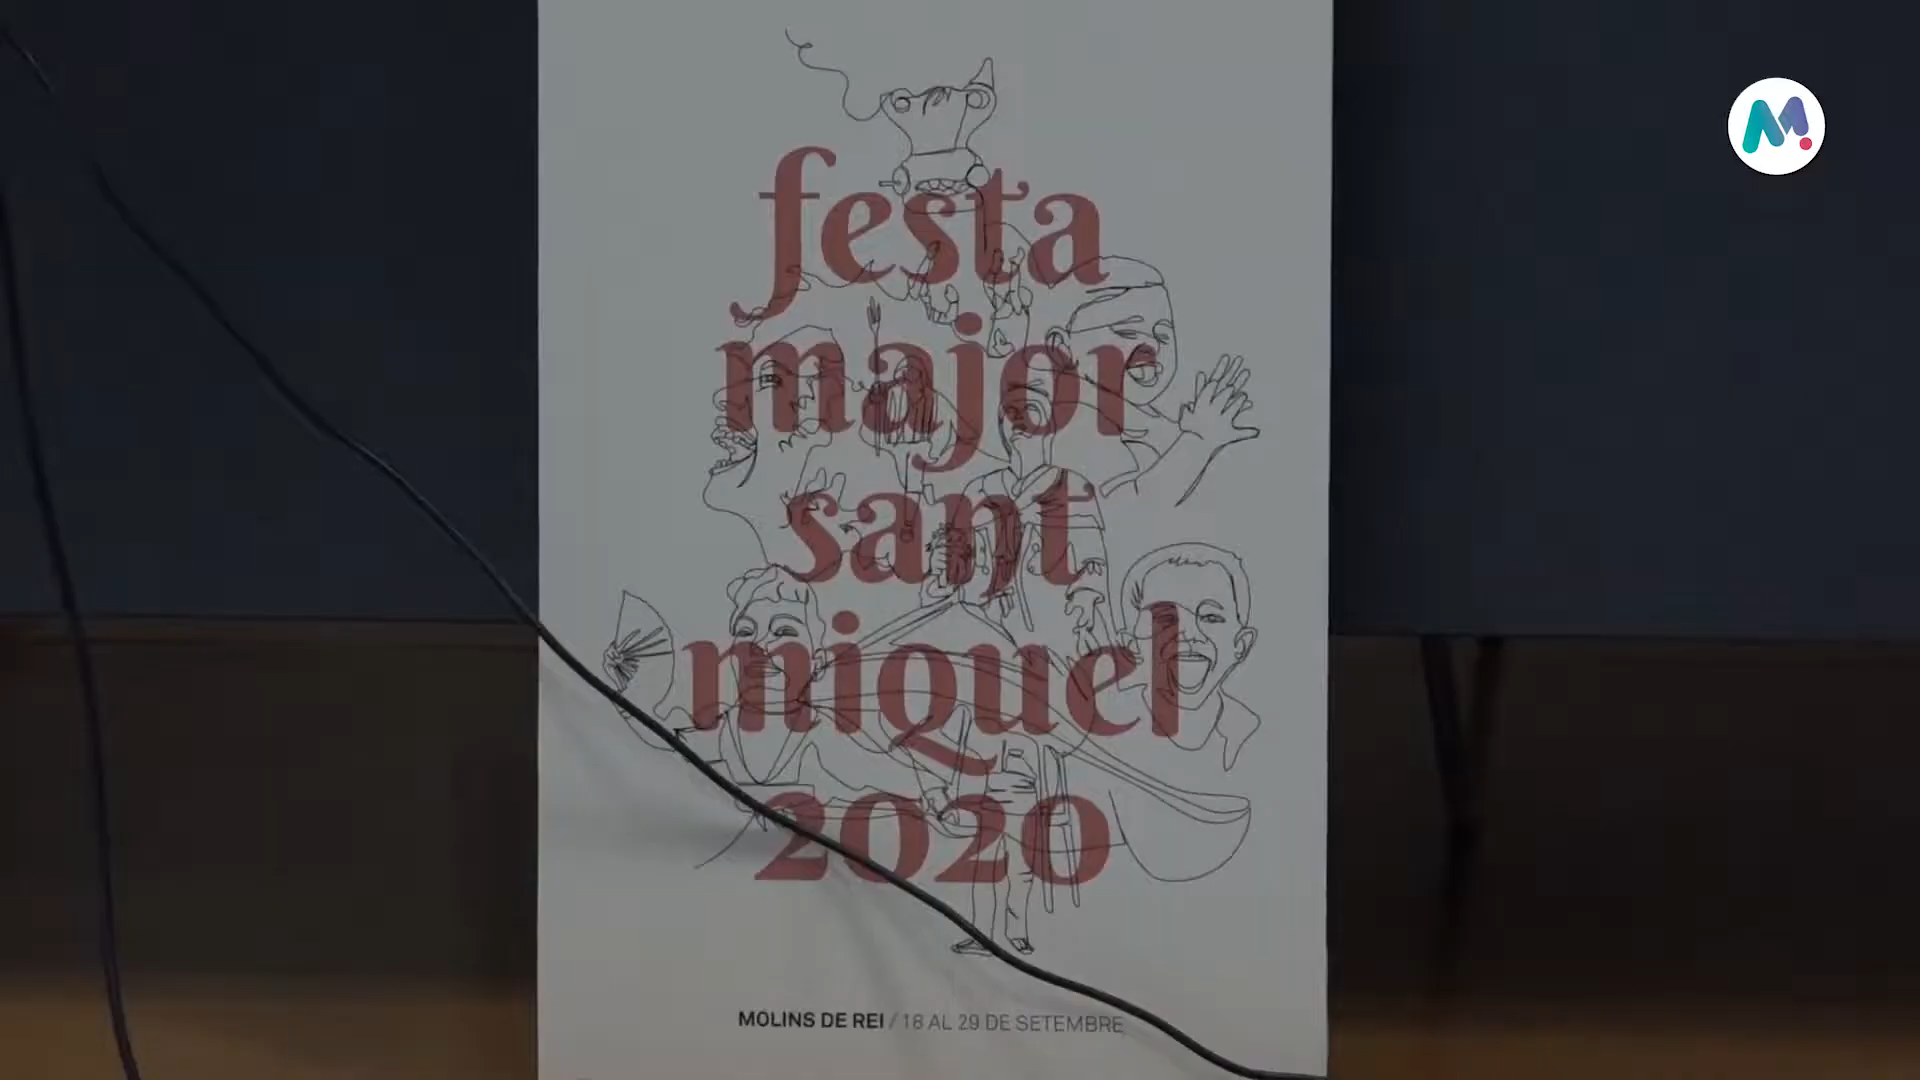 festa
major
sant
miquel
2020
MOLINS DE REI / 18 AL 29 DE SETEMBRE
M.